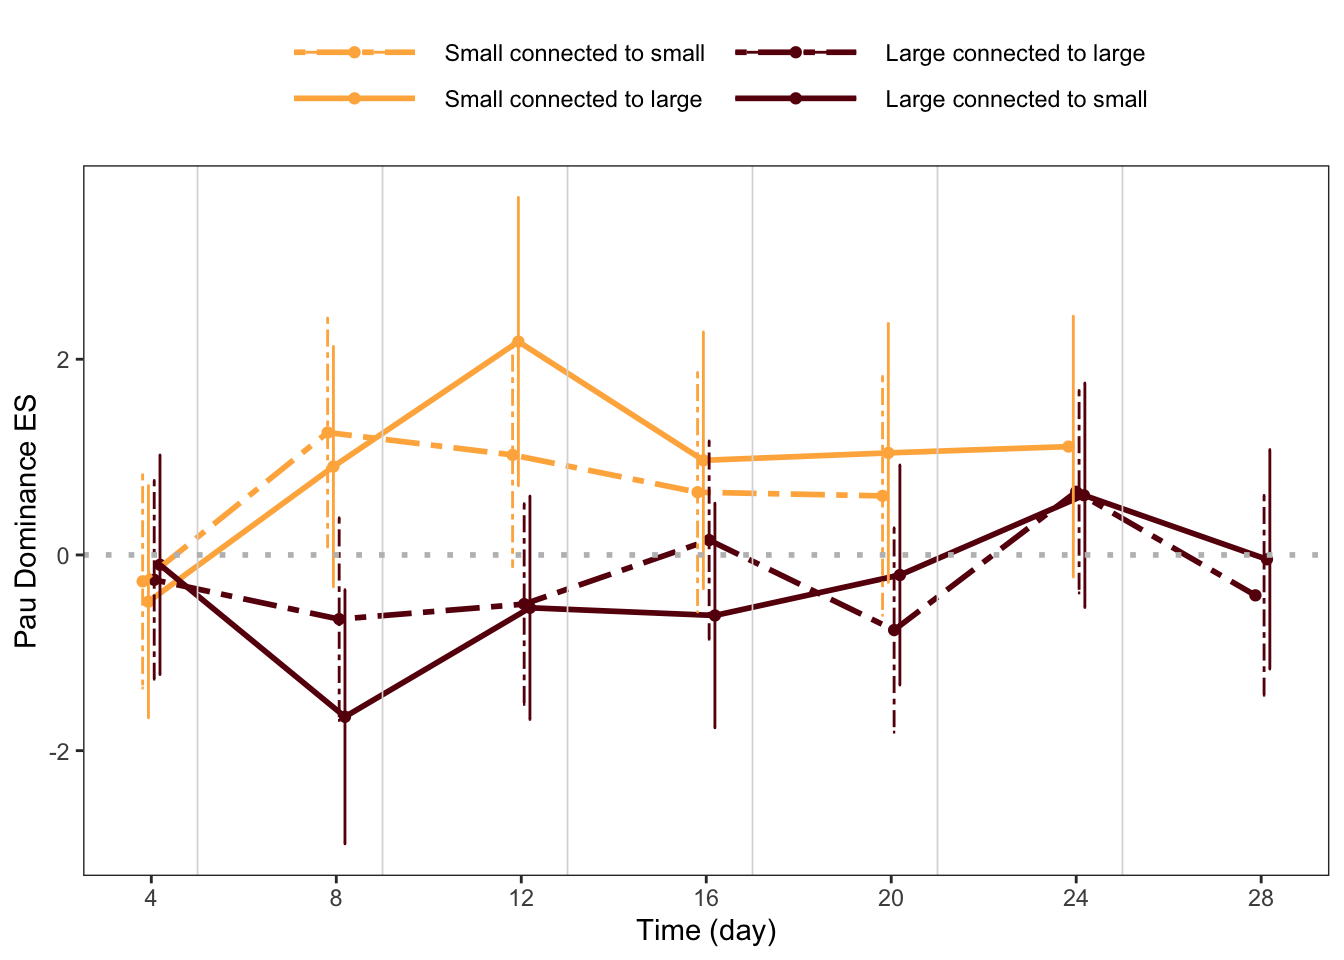 Small connected to small
Large connected to large
Small connected to large
Large connected to small
Pau Dominance ES
2
0
-2
4
8
12
16
20
24
28
Time (day)